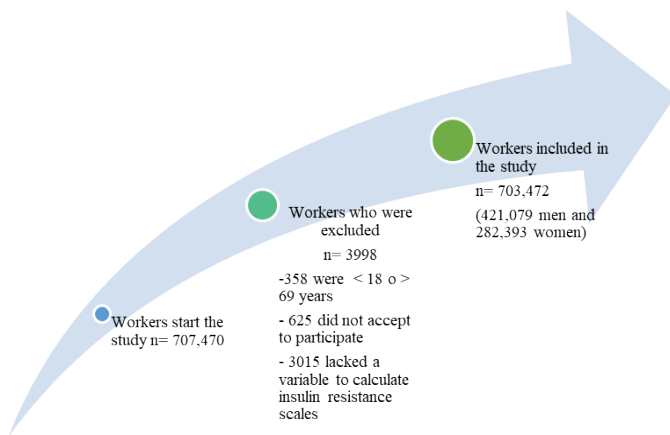 Workers start the
study n= 707,470
Workers who were
excluded
n= 3998
-358 were < 18 o >
69 years
- 625 did not accept
to participate
- 3015 lacked a
variable to calculate
insulin resistance
scales
Workers included in
the study
n= 703,472
(421,079 men and
282,393 women)